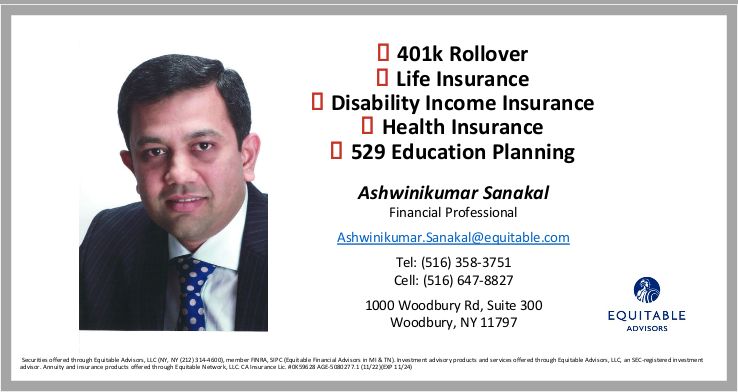 401k Rollover
Life Insurance
Disability Income Insurance
Health Insurance
529 Education Planning
Ashwinikumar Sanakal
Financial Professional
Ashwinikumar.Sanakal@equitable.com
Tel: (516) 358-3751
Cell: (516) 647-8827
1000 Woodbury Rd, Suite 300
Woodbury, NY 11797
EQUITABLE
ADVISORS
Securities offered through Equitable Advisors, LLC (NY, NY (212) 314-4600), member FINRA, SIPC (Equitable Financial Advisors in MI & TN). Investment advisory products and services offered through Equitable Advisors, LLC, an SEC-registered investment
advisor. Annuity and insurance products offered through Equitable Network, LLC. CA Insurance Lic. #0K59628 AGE-5080277.1 (11/22)(EXP 11/24)